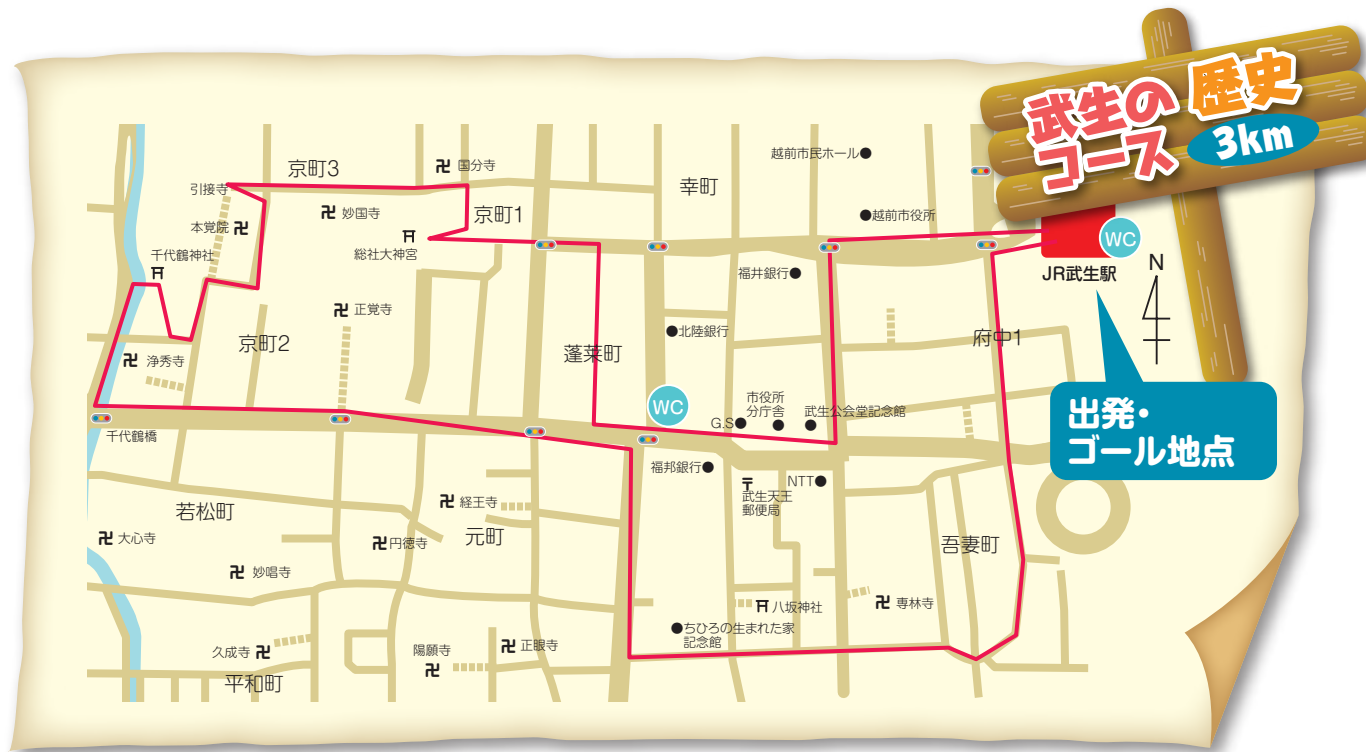 武生の歴史
コース
3km
京町3
国分寺
越前市民ホール
引接寺
妙国寺
京町1
幸町
越前市役所
本覚院
総社大神宮
WC
N
千代鶴神社
福井銀行
JR武生駅
正覚寺
北陸銀行
京町2
蓬莱町
府中1
浄秀寺
WC
市役所
分庁舎
武生公会堂記念館
G.S
出発・
ゴール地点
千代鶴橋
福邦銀行
武生天王
郵便局
NTT
経王寺
若松町
元町
大心寺
円徳寺
吾妻町
妙唱寺
八坂神社
専林寺
ちひろの生まれた家
記念館
久成寺
陽願寺
正眼寺
平和町